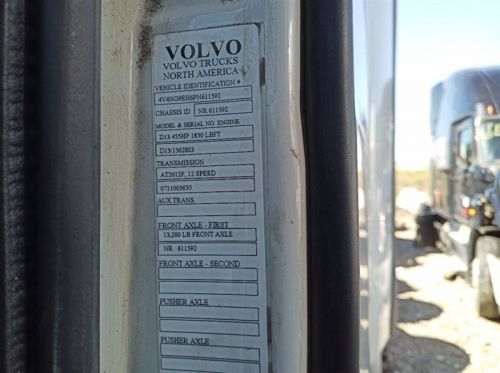 VOLVO
VOLVO TRUCKS
NORTH AMERICA
VEHICLE IDENTIFICATION #
4V4NG9EH6PN611592
CHASSIS ID NR 611592
MODEL & SERIAL NO. ENGINE
D13 455HP 1850 LBFT
D13/1362803
TRANSMISSION
AT2612F, 12 SPEED
0711005635
AUX TRANS
FRONT AXLE - FIRST
13,200 LB FRONT AXLE
NR 611592
FRONT AXLE - SECOND
PUSHER AXLE
PUSHER AXLE